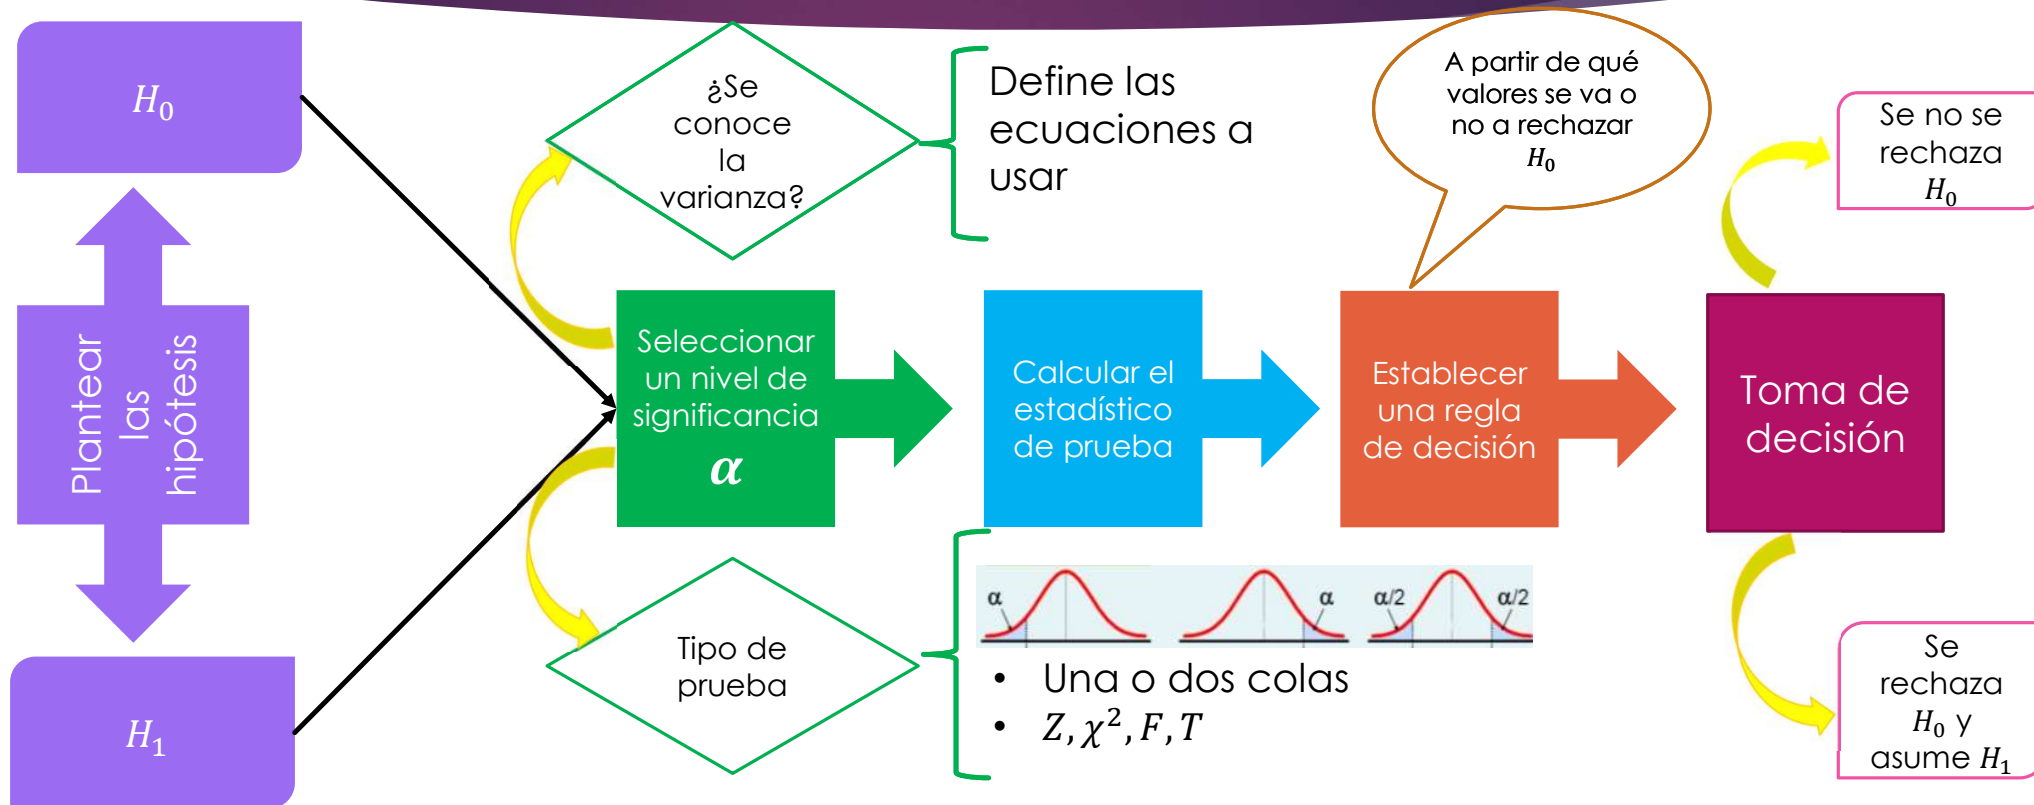 H₀
Plantear
las
hipótesis
H₁
¿Se
conoce
la
varianza?
Define las
ecuaciones a
usar
Seleccionar
un nivel de
significancia
α
Tipo de
prueba
α
α
α/2
α/2
• Una o dos colas
• Z, χ², F, T
Calcular el
estadístico
de prueba
A partir de qué
valores se va o
no a rechazar
H₀
Establecer
una regla
de decisión
Toma de
decisión
Se no se
rechaza
H₀
Se
rechaza
H₀ y
asume H₁